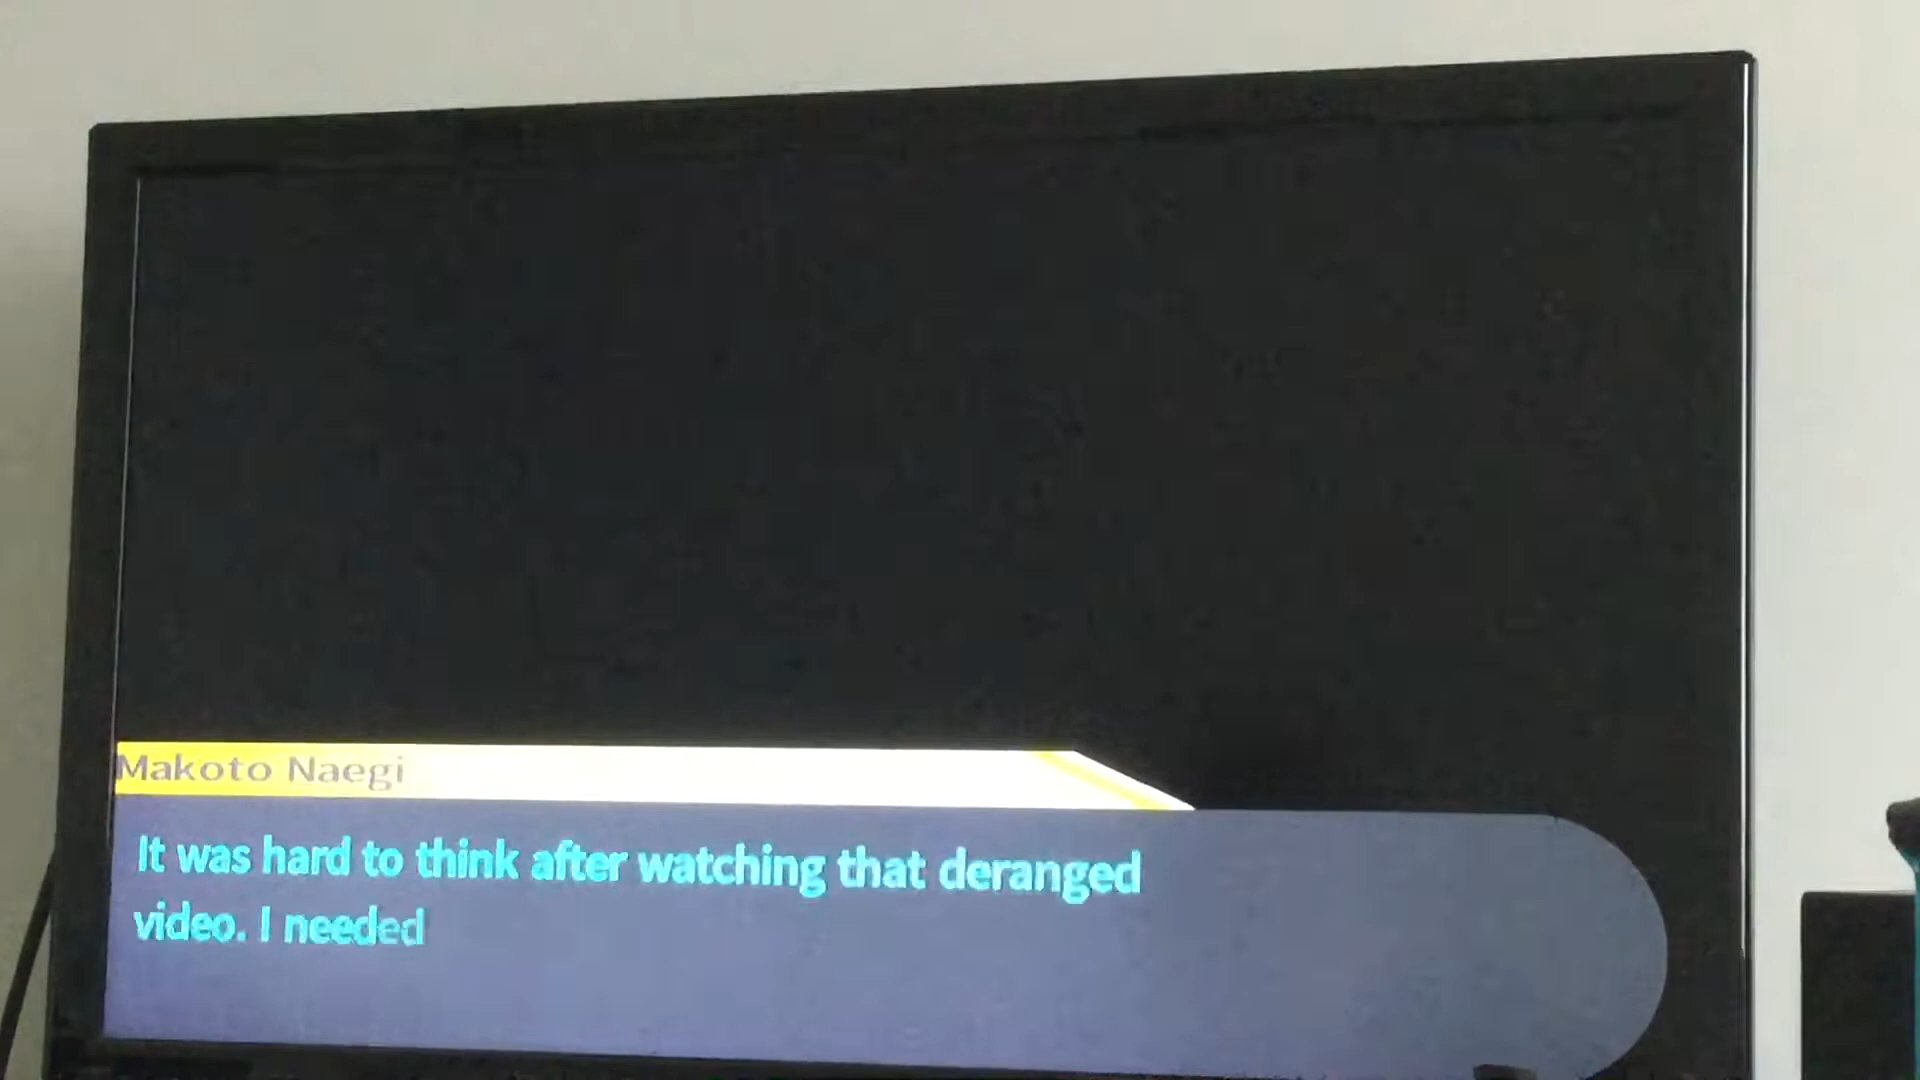 Makoto Naegi
It was hard to think after watching that deranged
video. I needed